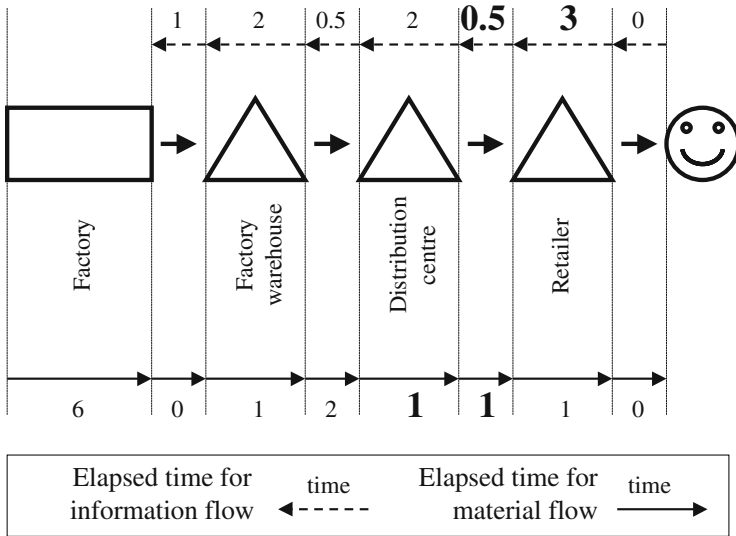 1 2 0.5 2 0.5 3 0
Factory
Factory
warehouse
Distribution
centre
Retailer
6 0 1 2 1 1 1 0
Elapsed time for
information flow
time
Elapsed time for
material flow
time